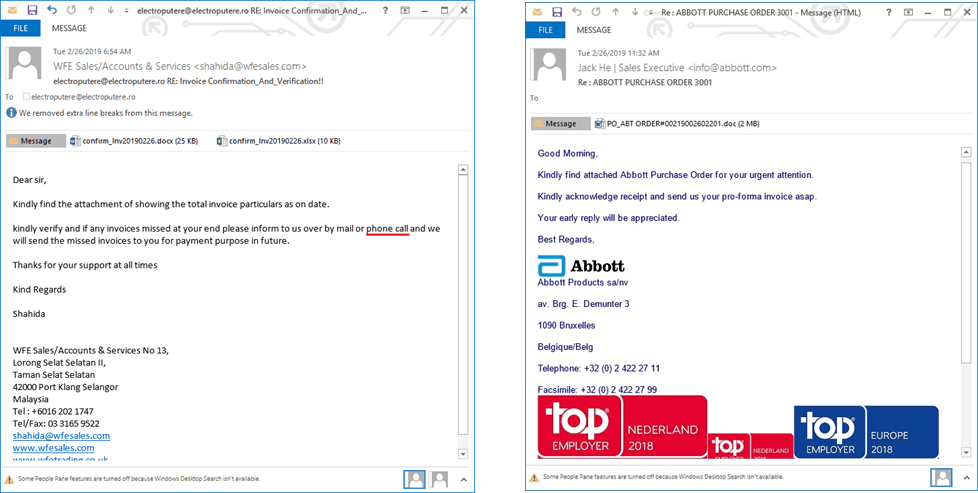 electroputere@electroputere.ro RE: Invoice Confirmation_And_...
FILE
MESSAGE
Tue 2/26/2019 6:54 AM
WFE Sales/Accounts & Services <shahida@wfesales.com>
electroputere@electroputere.ro RE: Invoice Confirmation_And_Verification!!
To
electroputere@electroputere.ro
We removed extra line breaks from this message.
Message
confirm_Inv20190226.docx (25 KB)
confirm_Inv20190226.xlsx (10 KB)
Dear sir,
Kindly find the attachment of showing the total invoice particulars as on date.
kindly verify and if any invoices missed at your end please inform to us over by mail or phone call and we
will send the missed invoices to you for payment purpose in future.
Thanks for your support at all times
Kind Regards
Shahida
WFE Sales/Accounts & Services No 13,
Lorong Selat Selatan II,
Taman Selat Selatan
42000 Port Klang Selangor
Malaysia
Tel : +6016 202 1747
Tel/Fax: 03 3165 9522
shahida@wfesales.com
www.wfesales.com
www.wfetrading.co.uk
Some People Pane features are turned off because Windows Desktop Search isn't available.
Re : ABBOTT PURCHASE ORDER 3001 - Message (HTML)
FILE
MESSAGE
Tue 2/26/2019 11:32 AM
Jack He | Sales Executive <info@abbott.com>
Re : ABBOTT PURCHASE ORDER 3001
To
Message
PO_ABT ORDER#00219002602201.doc (2 MB)
Good Morning,
Kindly find attached Abbott Purchase Order for your urgent attention.
Kindly acknowledge receipt and send us your pro-forma invoice asap.
Your early reply will be appreciated.
Best Regards,
Abbott
Abbott Products sa/nv
av. Brg. E. Demunter 3
1090 Bruxelles
Belgique/Belg
Telephone: +32 (0) 2 422 27 11
Facsimile: +32 (0) 2 422 27 99
top
EMPLOYER
NEDERLAND
2018
top
EMPLOYER
NEDERLAND
2018
top
EMPLOYER
EUROPE
2018
Some People Pane features are turned off because Windows Desktop Search isn't available.